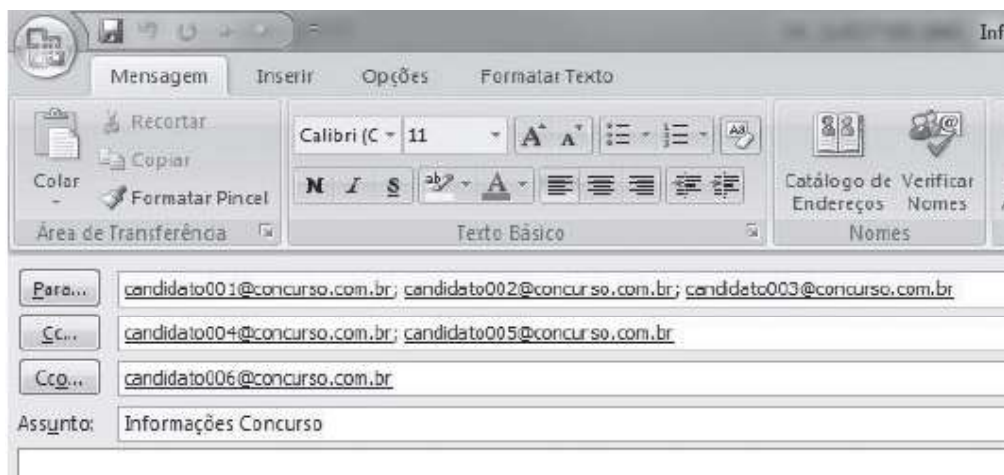 Inf
Mensagem Inserir Opções Formatar Texto
Colar
Recortar
Copiar
Formatar Pincel
Área de Transferência
Calibri (C 11 A A
N I S ab A
Texto Básico
Catálogo de Endereços
Verificar Nomes
Nomes
Para... candidato001@concurso.com.br; candidato002@concurso.com.br; candidato003@concurso.com.br
Cc... candidato004@concurso.com.br; candidato005@concurso.com.br
Cco... candidato006@concurso.com.br
Assunto: Informações Concurso